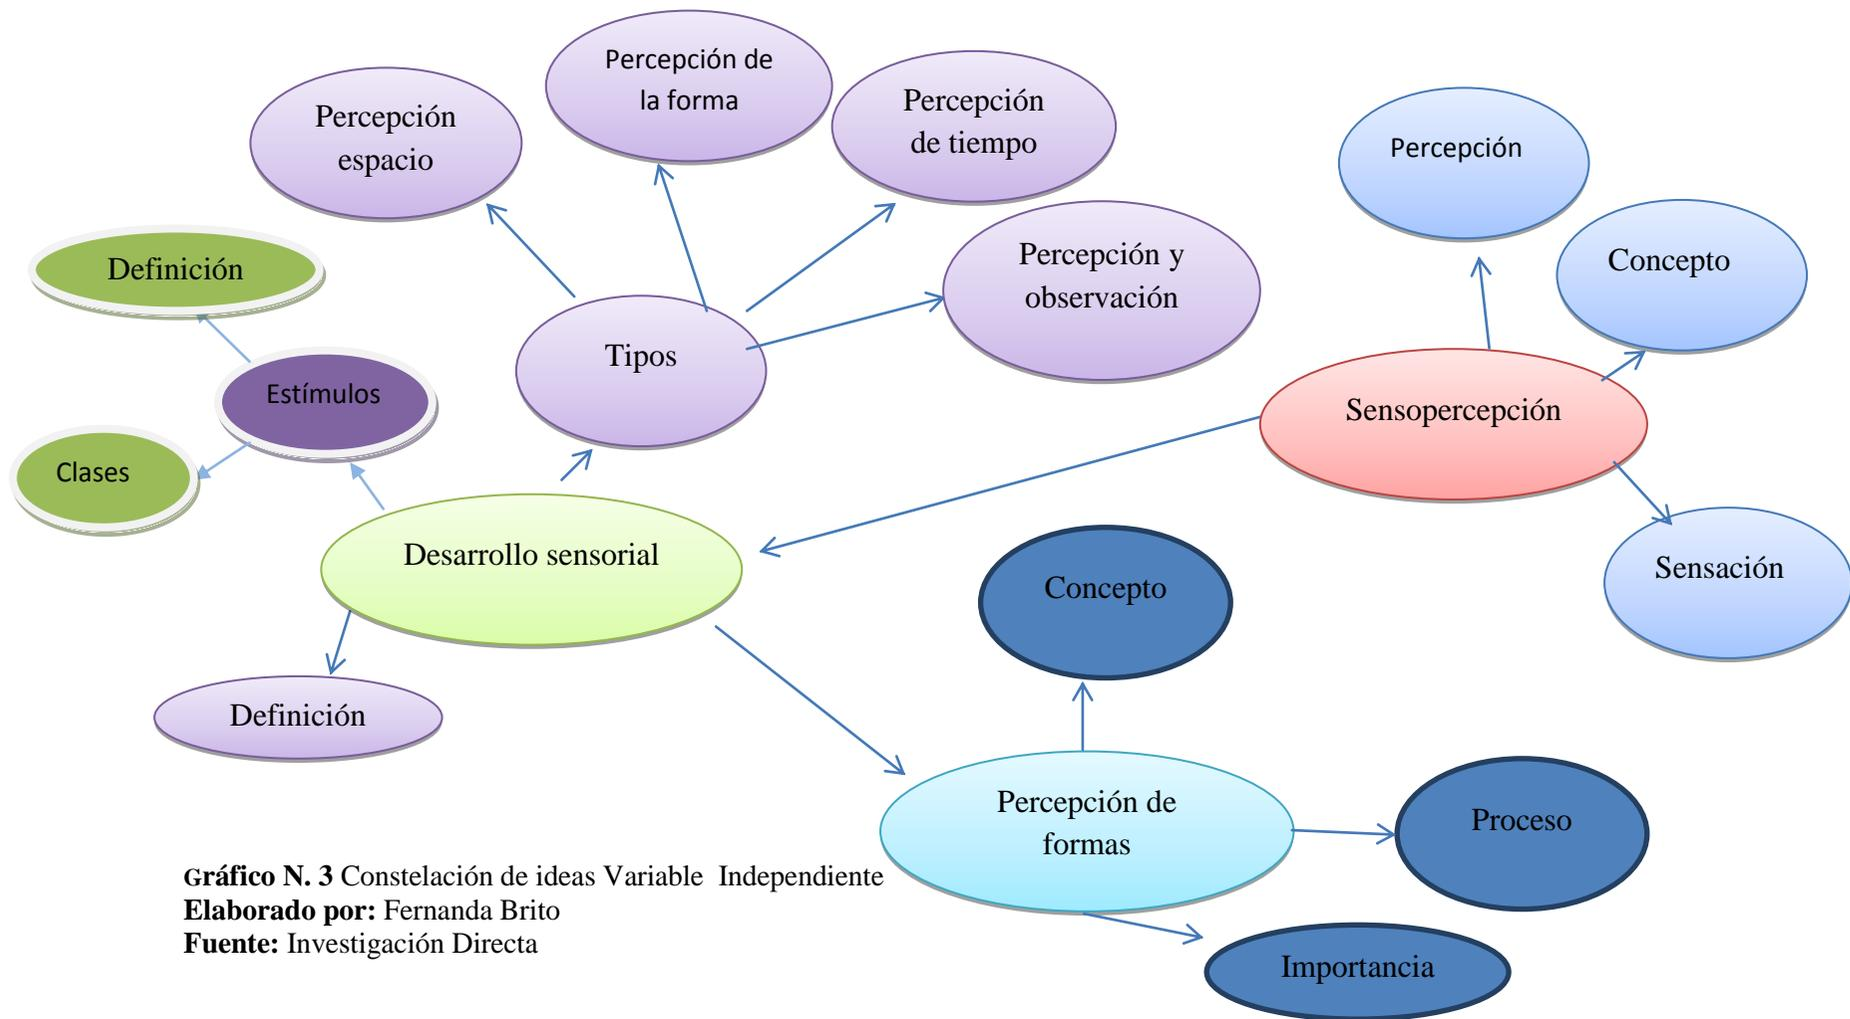 Percepción de
la forma
Percepción
espacio
Percepción
de tiempo
Percepción
Percepción y
observación
Concepto
Definición
Tipos
Estímulos
Sensopercepción
Clases
Desarrollo sensorial
Sensación
Concepto
Definición
Percepción de
formas
Proceso
Gráfico N. 3 Constelación de ideas Variable Independiente
Elaborado por: Fernanda Brito
Fuente: Investigación Directa
Importancia